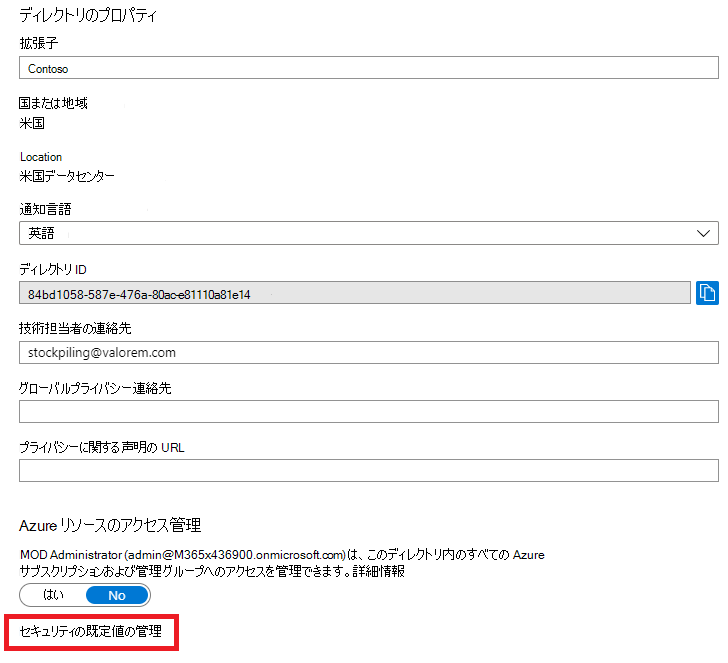 ディレクトリのプロパティ
拡張子
Contoso
国または地域
米国
Location
米国データセンター
通知言語
英語
ディレクトリ ID
84bd1058-587e-476a-80ac-e81110a81e14
技術担当者の連絡先
stockpiling@valorem.com
グローバルプライバシー連絡先
プライバシーに関する声明の URL
Azure リソースのアクセス管理
MOD Administrator (admin@M365x436900.onmicrosoft.com)は、このディレクトリ内のすべての Azure
サブスクリプションおよび管理グループへのアクセスを管理できます。詳細情報
はい No
セキュリティの既定値の管理